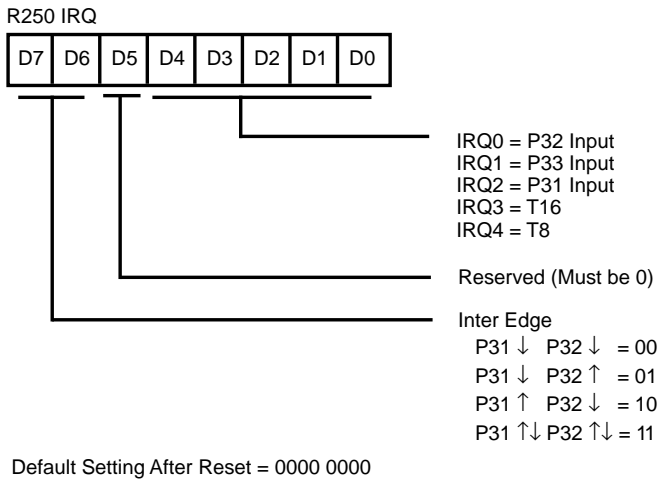 R250 IRQ
D7 D6 D5 D4 D3 D2 D1 D0
IRQ0 = P32 Input
IRQ1 = P33 Input
IRQ2 = P31 Input
IRQ3 = T16
IRQ4 = T8
Reserved (Must be 0)
Inter Edge
P31 ↓ P32 ↓ = 00
P31 ↓ P32 ↑ = 01
P31 ↑ P32 ↓ = 10
P31 ↑↓ P32 ↑↓ = 11
Default Setting After Reset = 0000 0000